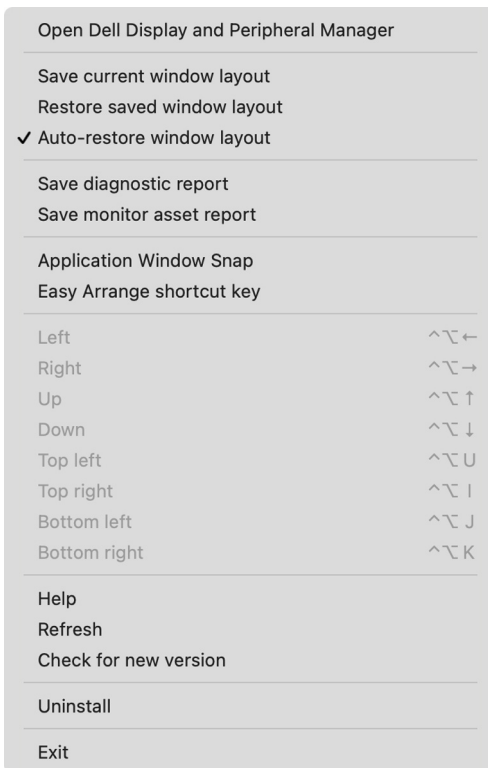 Open Dell Display and Peripheral Manager
Save current window layout
Restore saved window layout
✓ Auto-restore window layout
Save diagnostic report
Save monitor asset report
Application Window Snap
Easy Arrange shortcut key
Left ^⌥←
Right ^⌥→
Up ^⌥↑
Down ^⌥↓
Top left ^⌥U
Top right ^⌥I
Bottom left ^⌥J
Bottom right ^⌥K
Help
Refresh
Check for new version
Uninstall
Exit